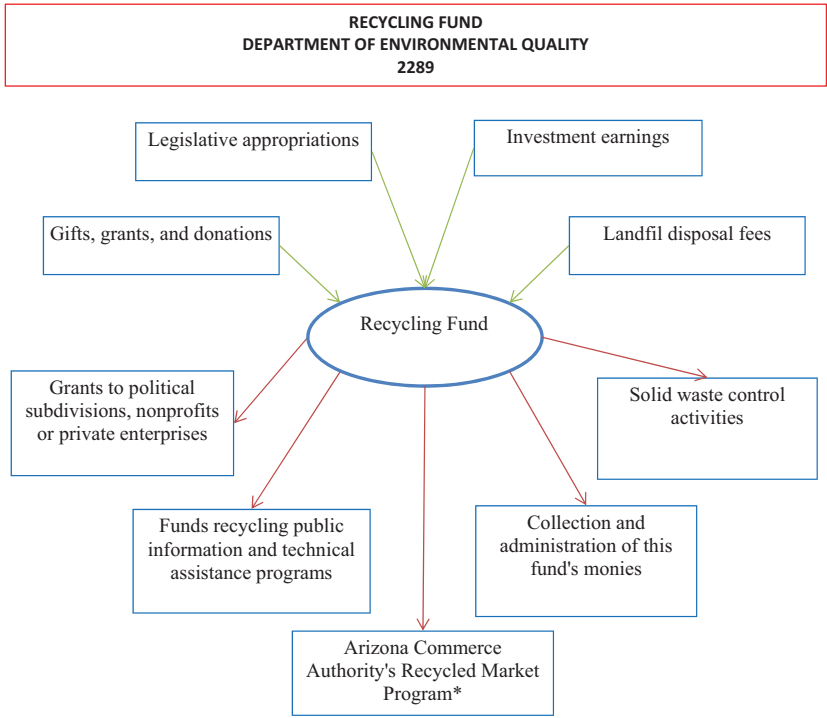 RECYCLING FUND
DEPARTMENT OF ENVIRONMENTAL QUALITY
2289
Legislative appropriations
Investment earnings
Gifts, grants, and donations
Landfil disposal fees
Recycling Fund
Grants to political
subdivisions, nonprofits
or private enterprises
Solid waste control
activities
Funds recycling public
information and technical
assistance programs
Collection and
administration of this
fund's monies
Arizona Commerce
Authority's Recycled Market
Program*